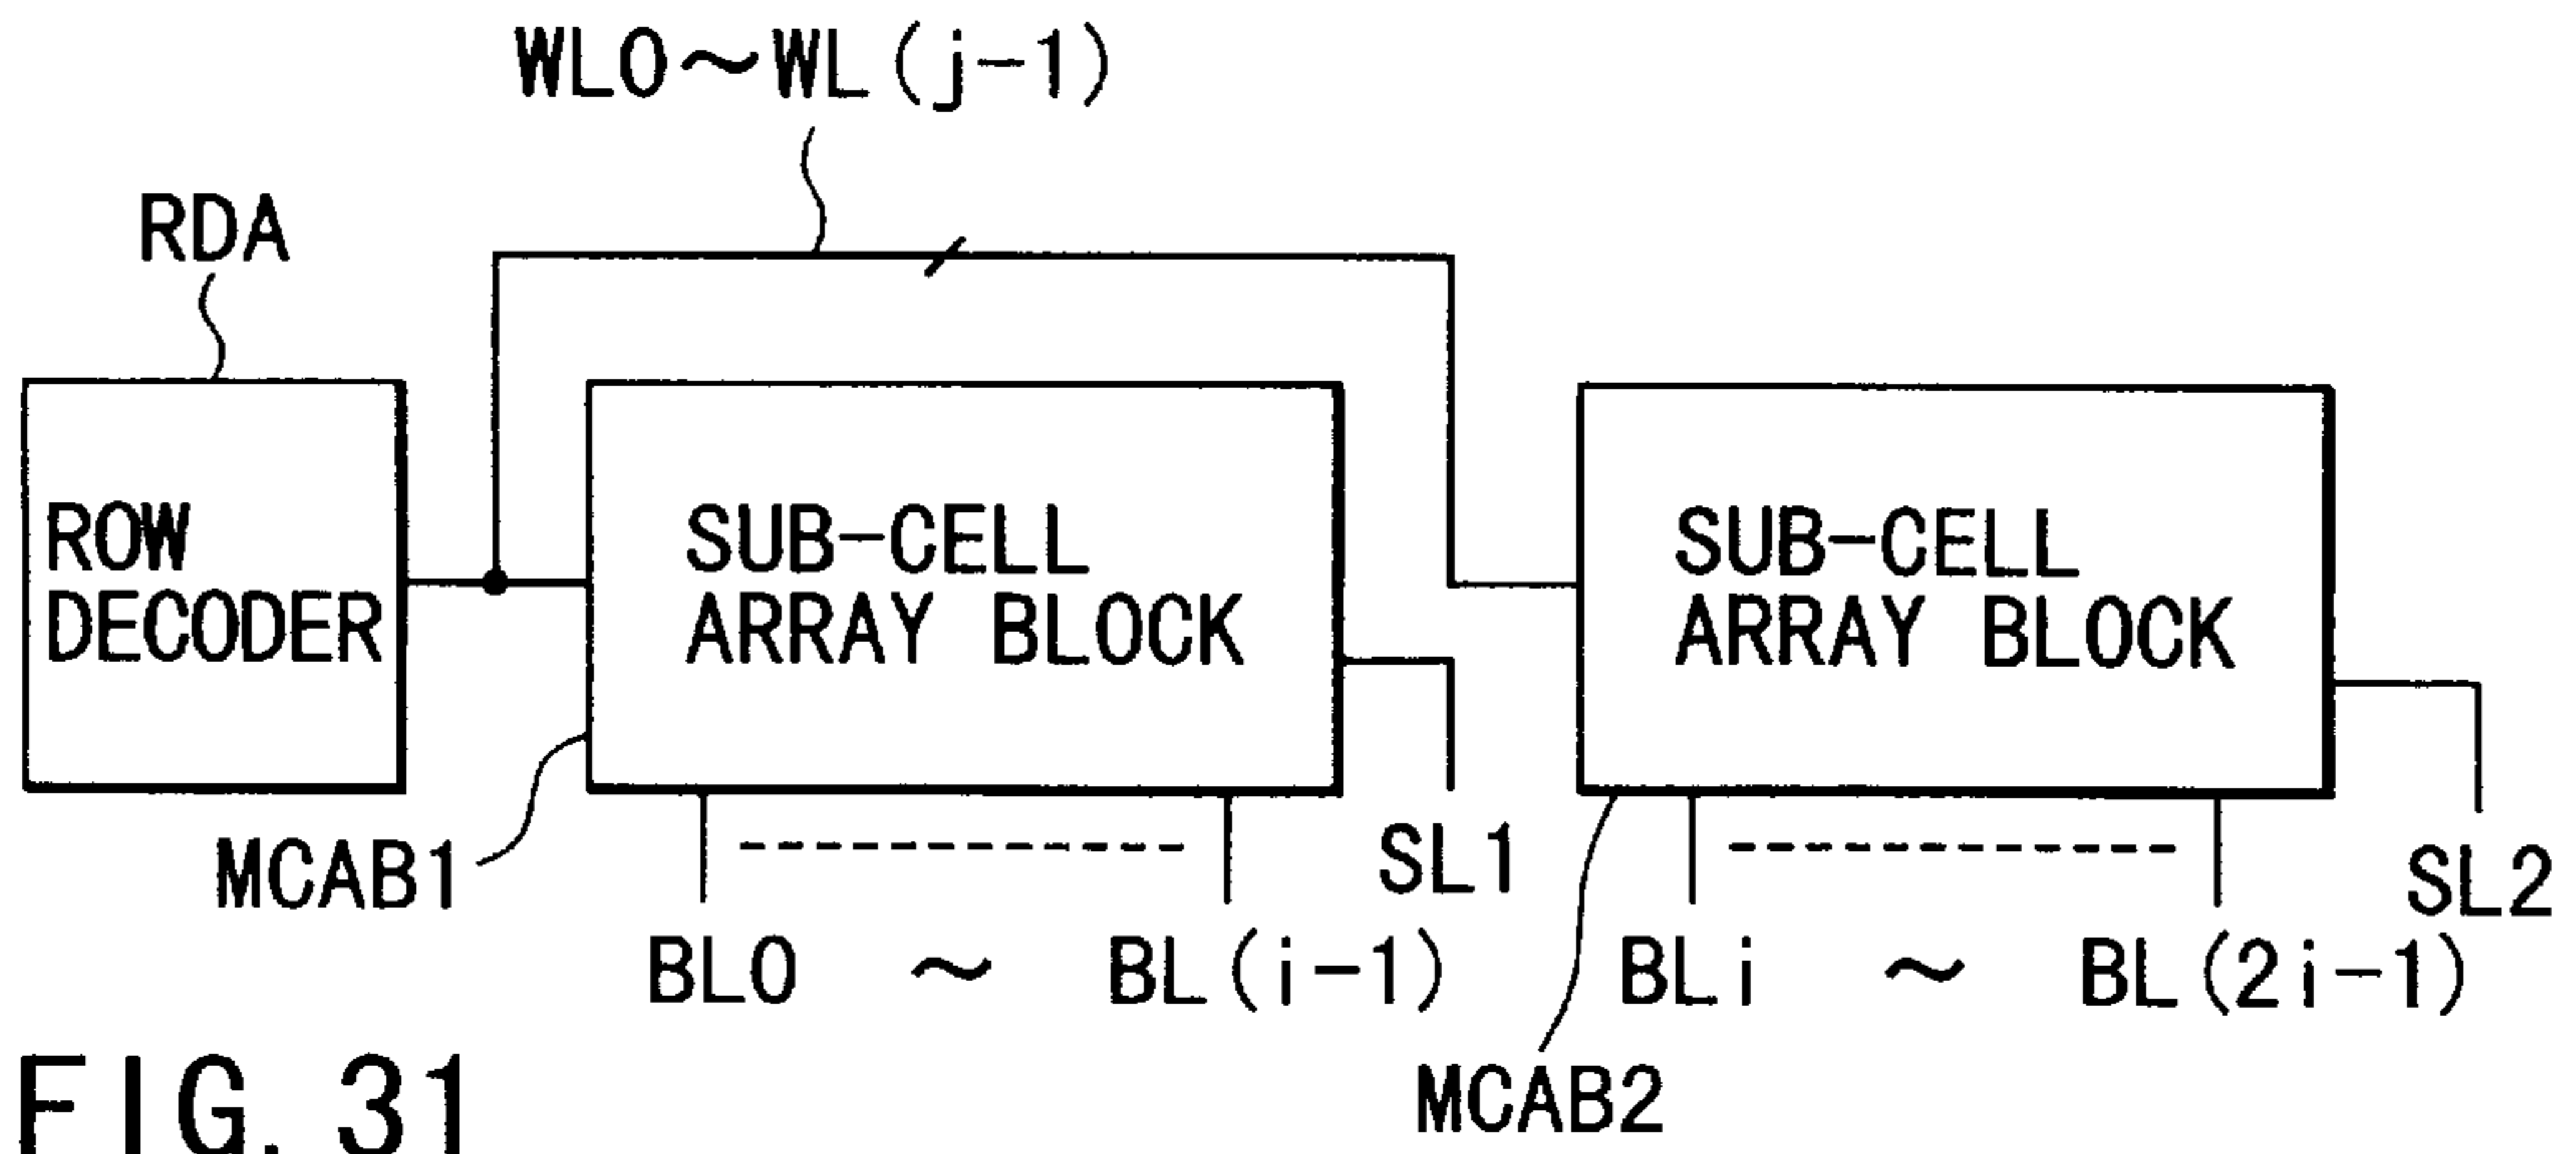 WL0~WL(j-1)
RDA
ROW
DECODER
SUB-CELL
ARRAY BLOCK
SUB-CELL
ARRAY BLOCK
MCAB1
SL1
SL2
BL0 ~ BL(i-1)
BLi ~ BL(2i-1)
MCAB2
FIG. 31